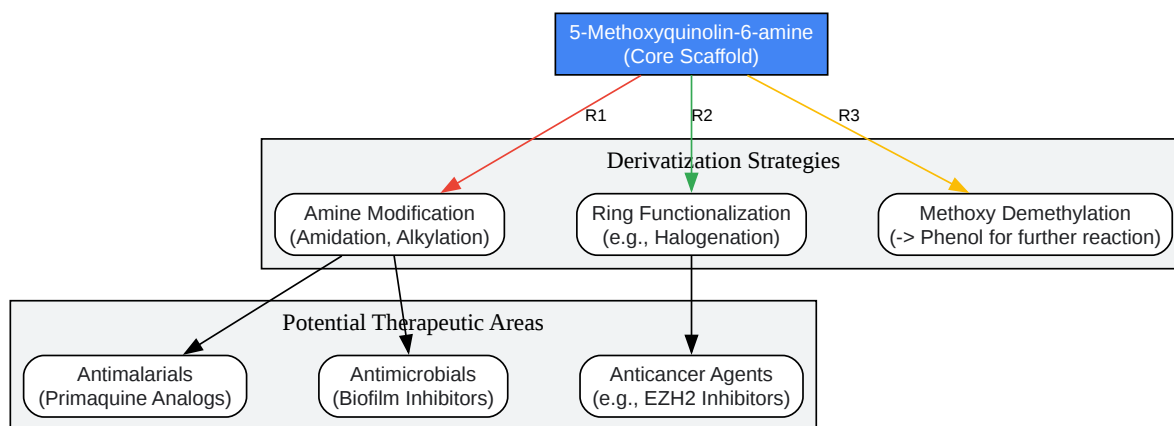 5-Methoxyquinolin-6-amine
(Core Scaffold)
R1
R2
R3
Derivatization Strategies
Amine Modification
(Amidation, Alkylation)
Ring Functionalization
(e.g., Halogenation)
Methoxy Demethylation
(-> Phenol for further reaction)
Potential Therapeutic Areas
Antimalarials
(Primaquine Analogs)
Antimicrobials
(Biofilm Inhibitors)
Anticancer Agents
(e.g., EZH2 Inhibitors)